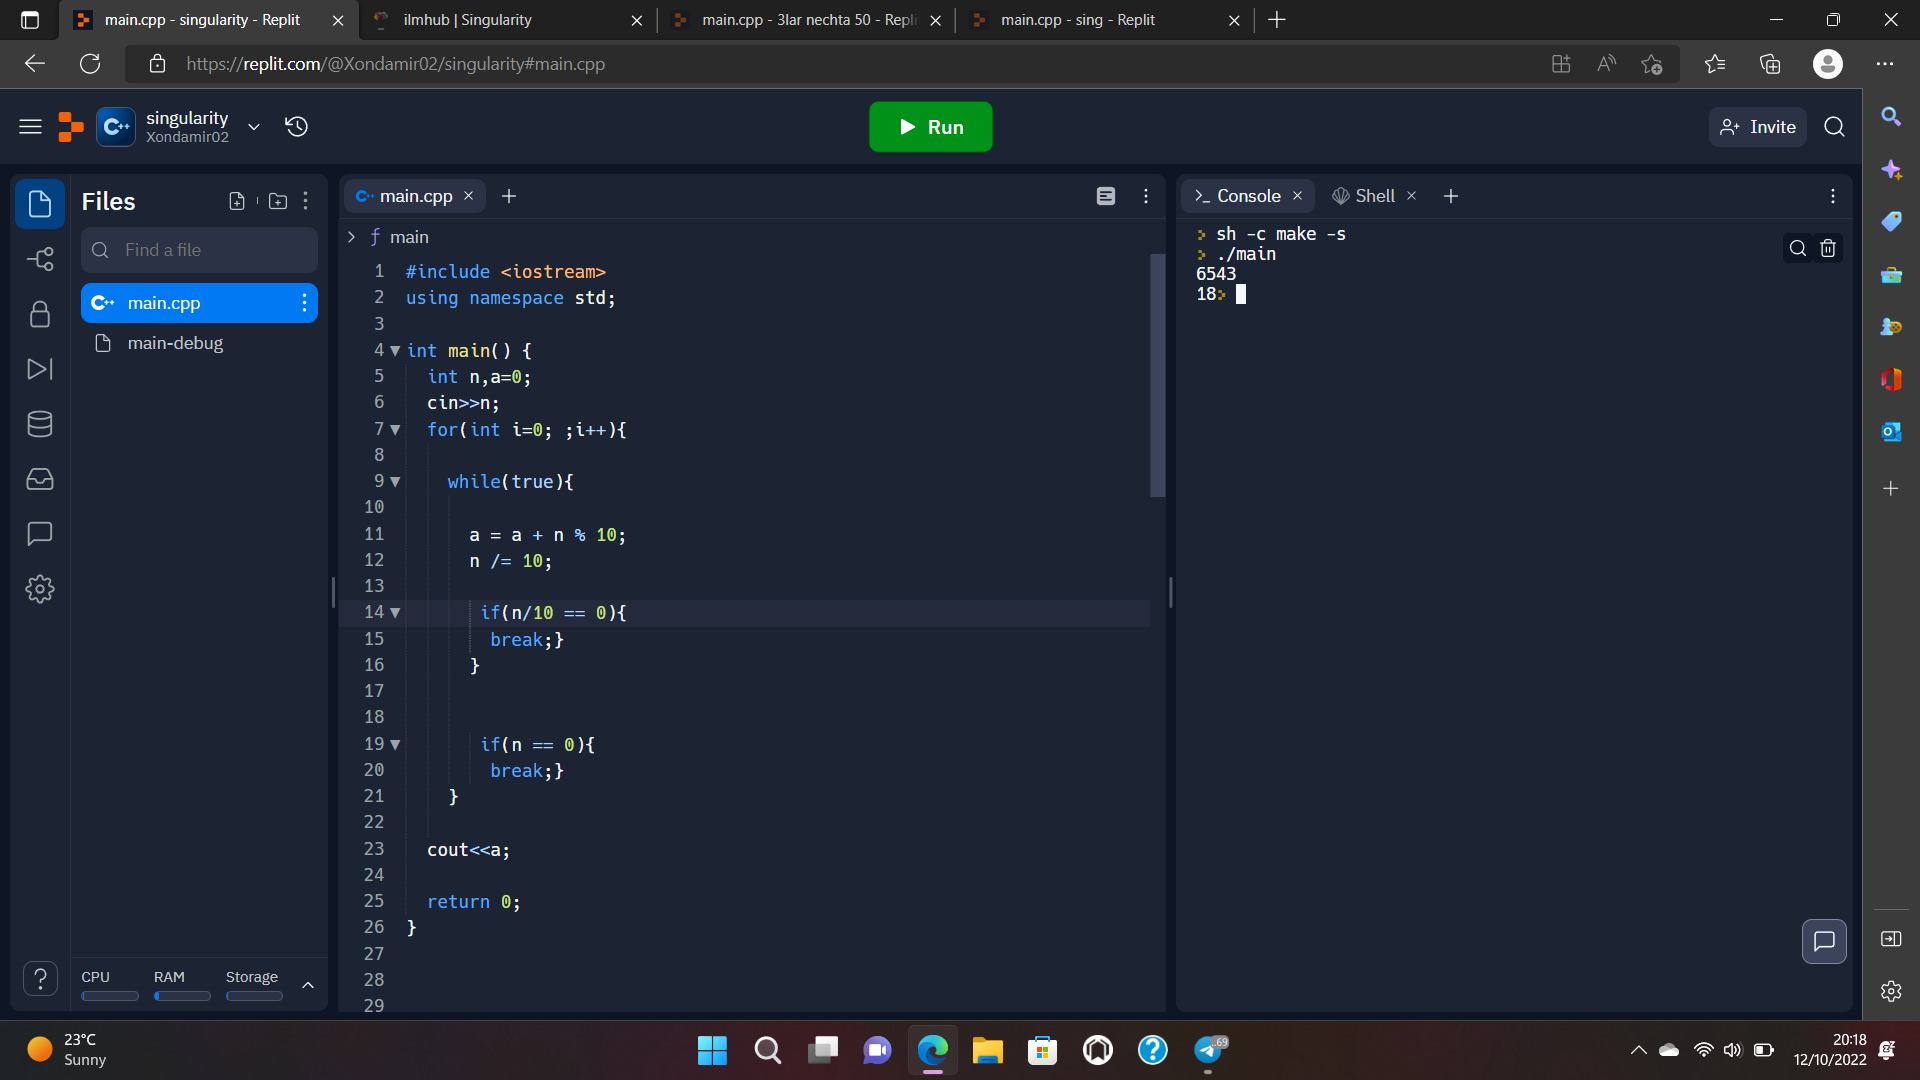 main.cpp - singularity - Replit
ilmhub | Singularity
main.cpp - 3lar nechta 50 - Repli
main.cpp - sing - Replit
https://replit.com/@Xondamir02/singularity#main.cpp
singularity
Xondamir02
Run
Invite
Files
Find a file
main.cpp
main-debug
CPU RAM Storage
main.cpp
main
1 #include <iostream>
2 using namespace std;
3
4 int main() {
5 int n,a=0;
6 cin>>n;
7 for(int i=0; ;i++){
8
9 while(true){
10
11 a = a + n % 10;
12 n /= 10;
13
14 if(n/10 == 0){
15 break;}
16 }
17
18
19 if(n == 0){
20 break;}
21 }
22
23 cout<<a;
24
25 return 0;
26 }
27
28
29
Console Shell
sh -c make -s
./main
6543
18
23°C
Sunny
.69
20:18
12/10/2022